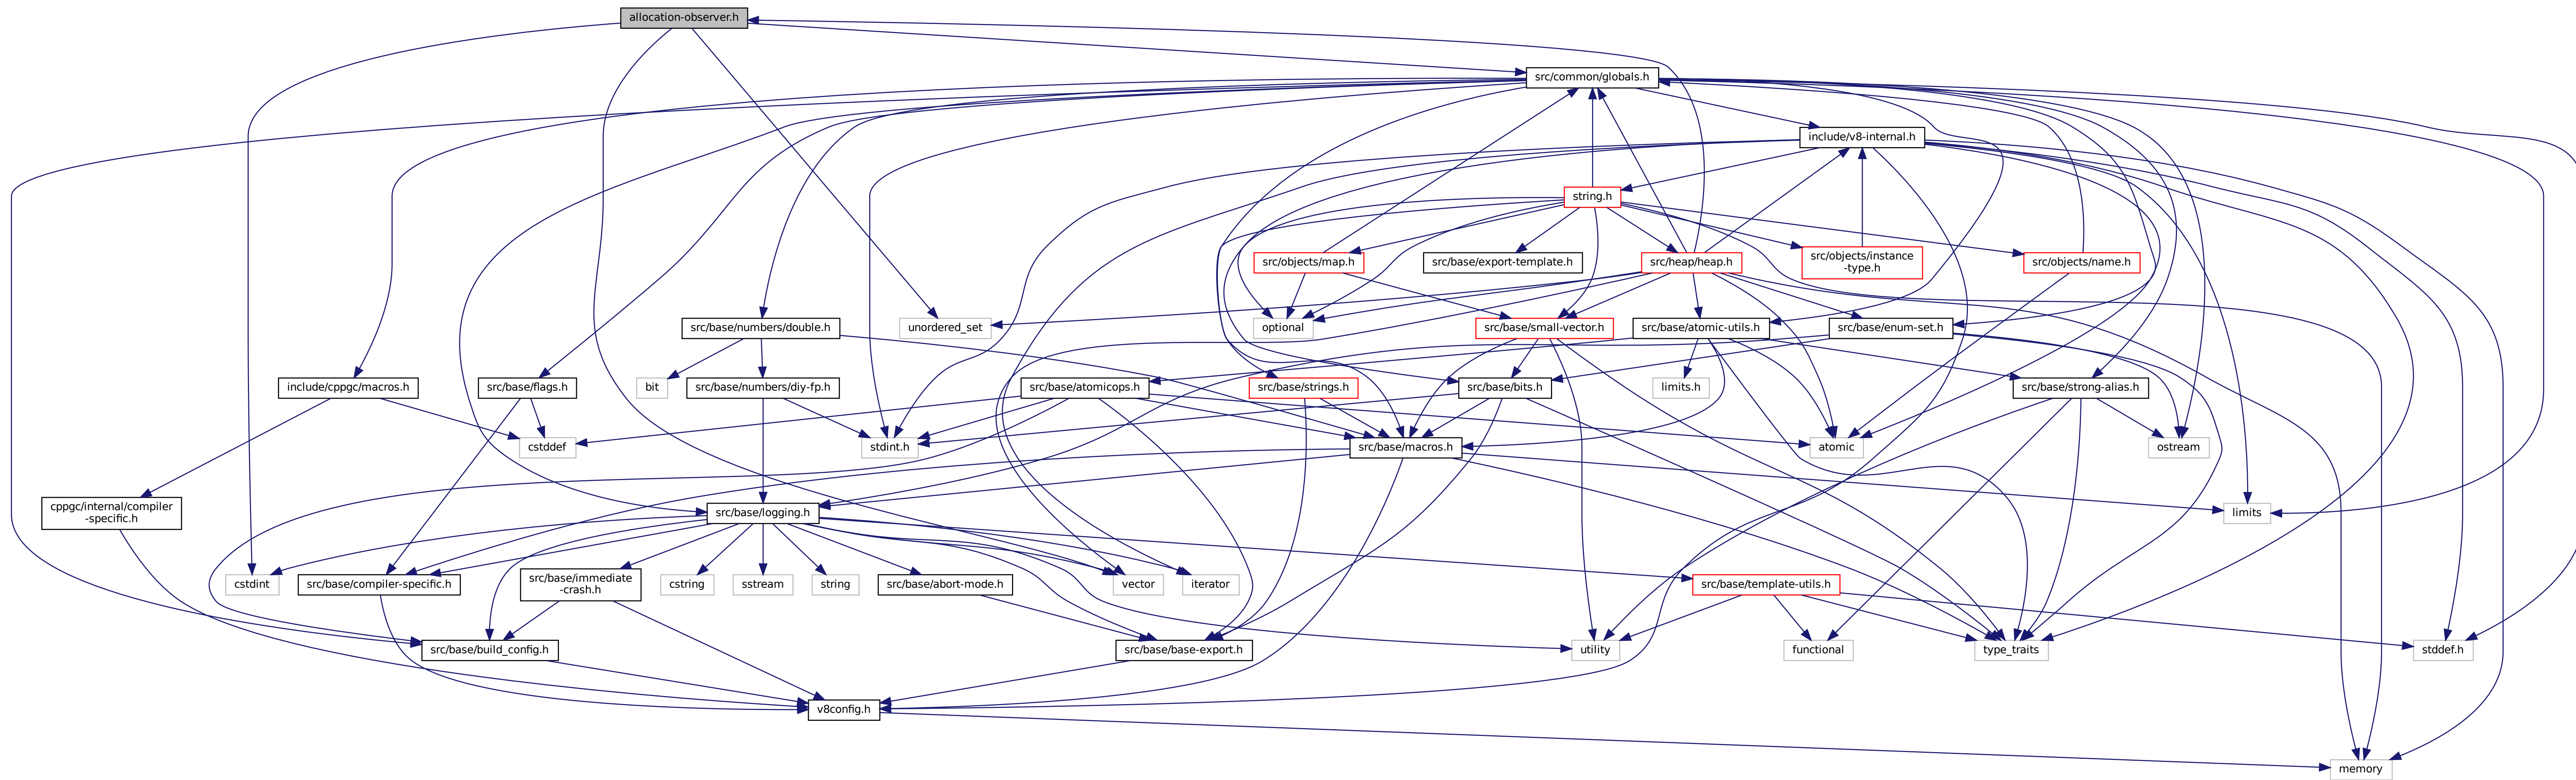 allocation-observer.h
src/common/globals.h
include/v8-internal.h
string.h
src/objects/map.h
src/base/export-template.h
src/heap/heap.h
src/objects/instance
-type.h
src/objects/name.h
src/base/numbers/double.h
unordered_set
optional
src/base/small-vector.h
src/base/atomic-utils.h
src/base/enum-set.h
include/cppgc/macros.h
src/base/flags.h
bit
src/base/numbers/diy-fp.h
src/base/atomicops.h
src/base/strings.h
src/base/bits.h
limits.h
src/base/strong-alias.h
cstddef
stdint.h
src/base/macros.h
atomic
ostream
cppgc/internal/compiler
-specific.h
src/base/logging.h
limits
cstdint
src/base/compiler-specific.h
src/base/immediate
-crash.h
cstring
sstream
string
src/base/abort-mode.h
vector
iterator
src/base/template-utils.h
src/base/build_config.h
src/base/base-export.h
utility
functional
type_traits
stddef.h
v8config.h
memory